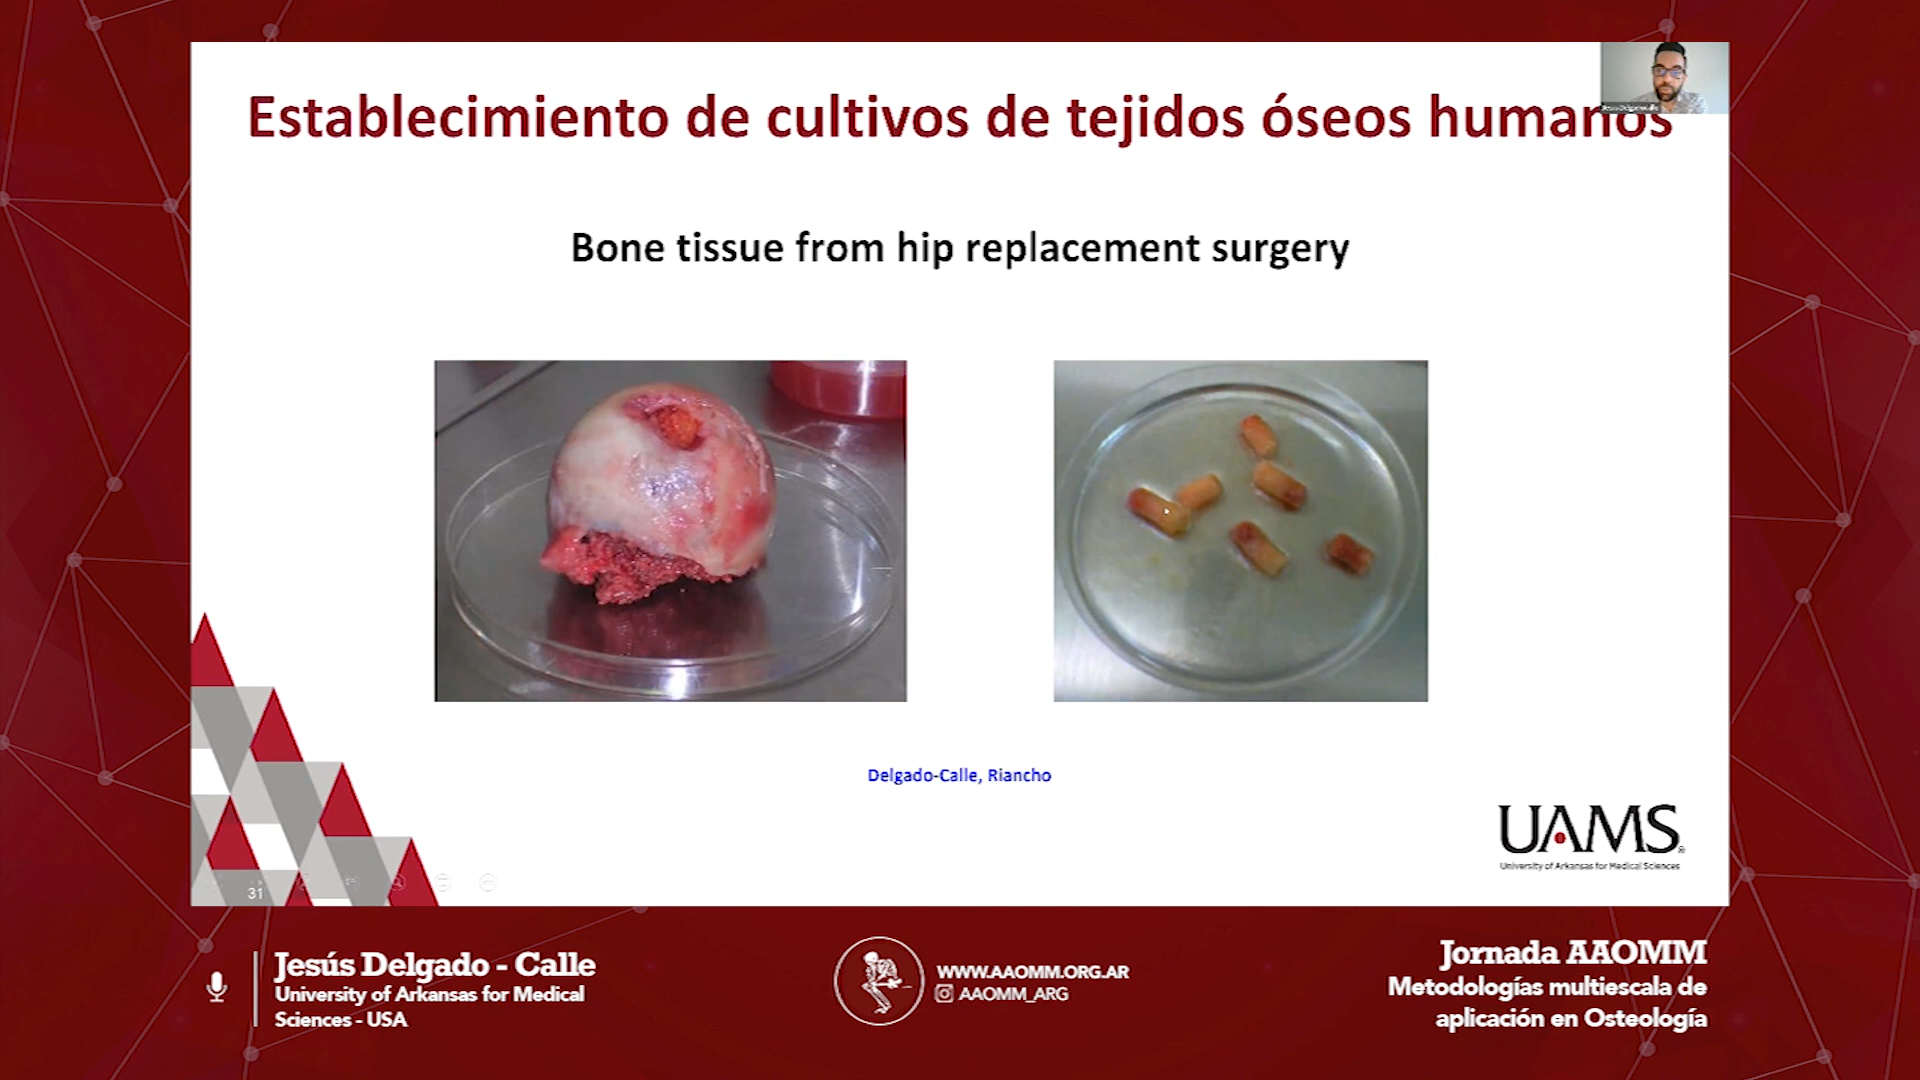 Establecimiento de cultivos de tejidos óseos humanos
Bone tissue from hip replacement surgery
Delgado-Calle, Riancho
UAMS
University of Arkansas for Medical Sciences
31
Jesús Delgado - Calle
University of Arkansas for Medical
Sciences - USA
WWW.AAOMM.ORG.AR
AAOMM_ARG
Jornada AAOMM
Metodologías multiescala de
aplicación en Osteología